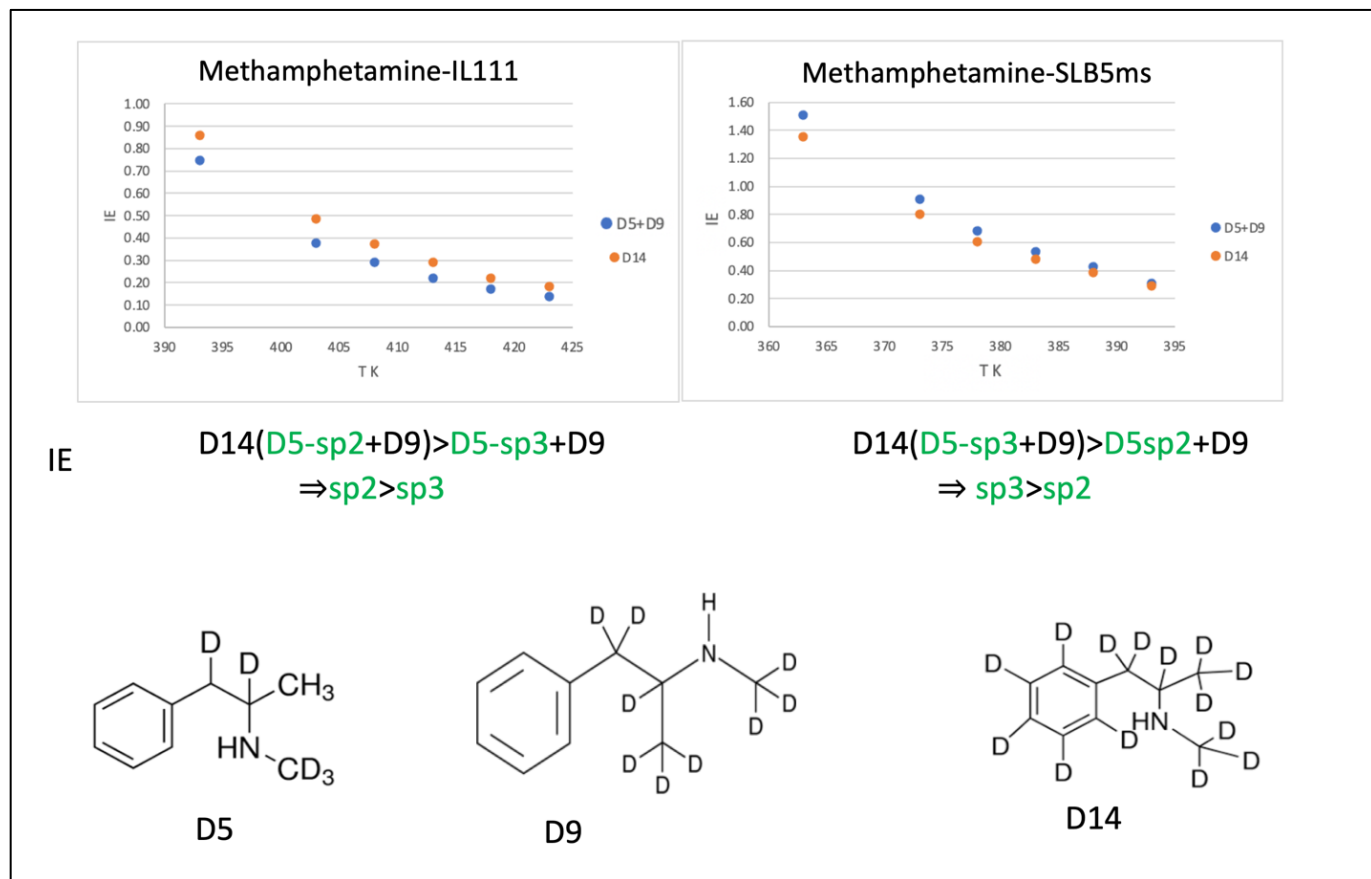 Methamphetamine-IL111
1.00
0.90
0.80
0.70
0.60
0.50
0.40
0.30
0.20
0.10
0.00
IE
390 395 400 405 410 415 420 425
T K
D5+D9
D14
Methamphetamine-SLB5ms
1.60
1.40
1.20
1.00
0.80
0.60
0.40
0.20
0.00
IE
360 365 370 375 380 385 390 395
T K
D5+D9
D14
IE
D14(D5-sp2+D9)>D5-sp3+D9
⇒sp2>sp3
D14(D5-sp3+D9)>D5sp2+D9
⇒ sp3>sp2
D
D
CH3
HN
CD3
D5
H
D D
N
D
D
D
D
D
D
D
D9
D
D
D
D
D
D
D
D
D
D
D
HN
D
D
D
D14